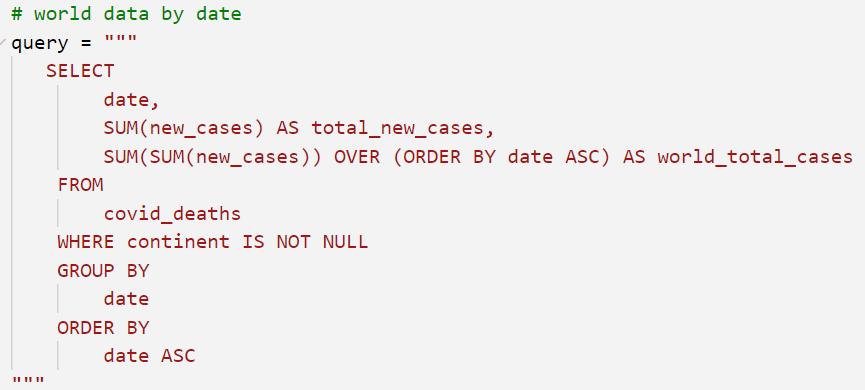 # world data by date
query = """
SELECT
date,
SUM(new_cases) AS total_new_cases,
SUM(SUM(new_cases)) OVER (ORDER BY date ASC) AS world_total_cases
FROM
covid_deaths
WHERE continent IS NOT NULL
GROUP BY
date
ORDER BY
date ASC
"""